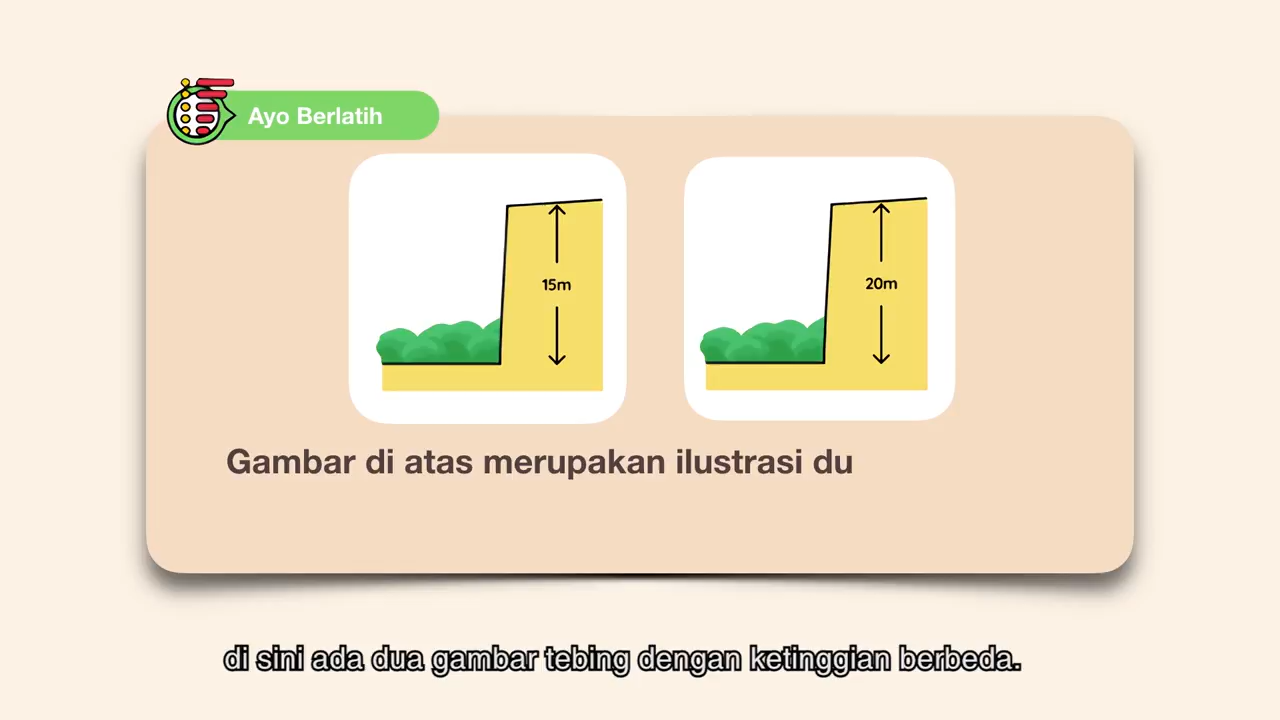 Ayo Berlatih
15m
20m
Gambar di atas merupakan ilustrasi du
di sini ada dua gambar tebing dengan ketinggian berbeda.